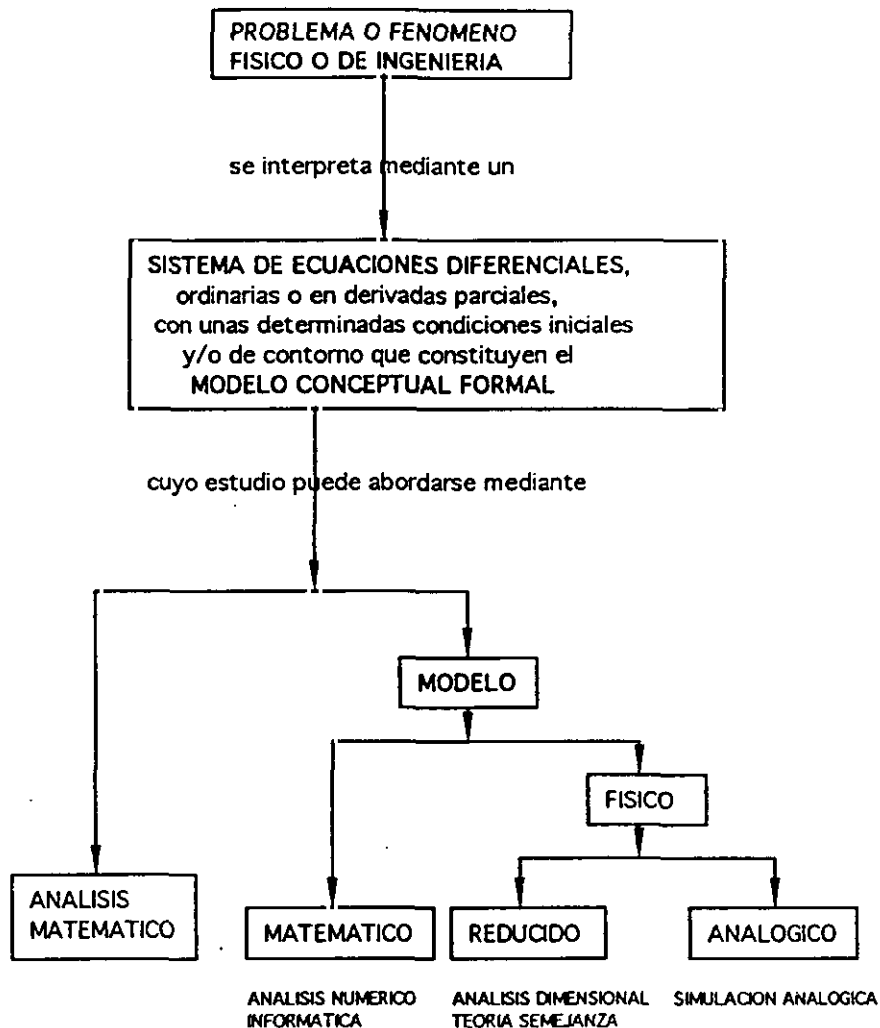 PROBLEMA O FENOMENO
FISICO O DE INGENIERIA
se interpreta mediante un
SISTEMA DE ECUACIONES DIFERENCIALES,
ordinarias o en derivadas parciales,
con unas determinadas condiciones iniciales
y/o de contorno que constituyen el
MODELO CONCEPTUAL FORMAL
cuyo estudio puede abordarse mediante
MODELO
FISICO
ANALISIS
MATEMATICO
MATEMATICO
REDUCIDO
ANALOGICO
ANALISIS NUMERICO
INFORMATICA
ANALISIS DIMENSIONAL
TEORIA SEMEJANZA
SIMULACION ANALOGICA